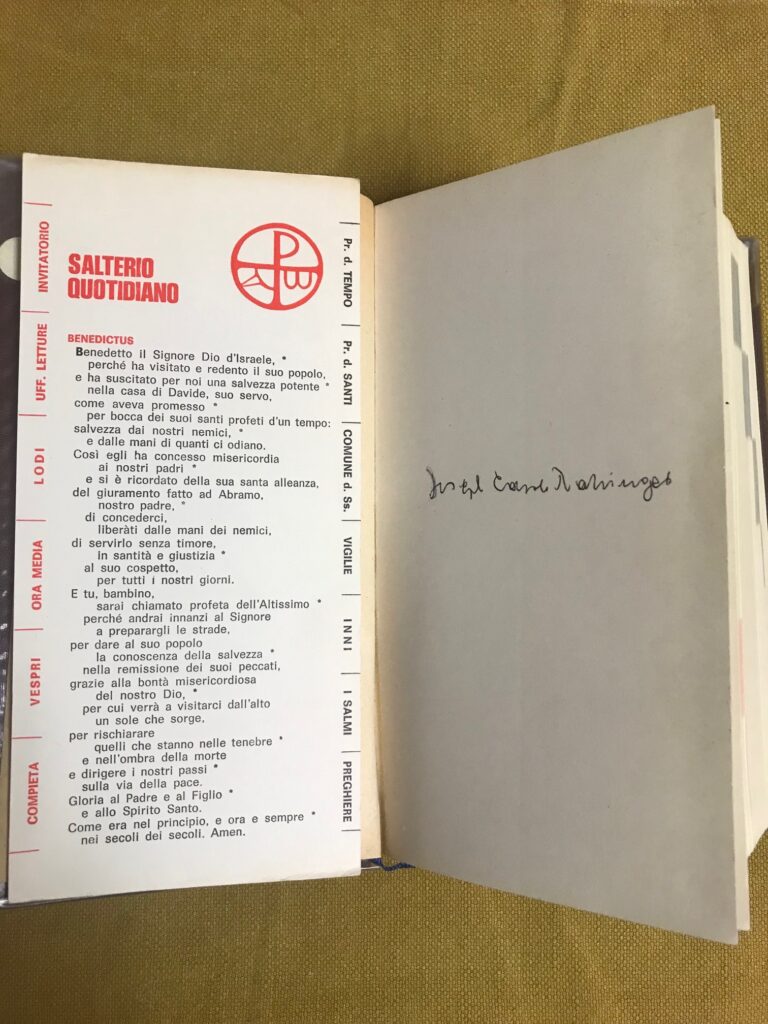 INVITATORIO
UFF. LETTURE
LODI
ORA MEDIA
VESPRI
COMPIETA
SALTERIO
QUOTIDIANO
BENEDICTUS
Benedetto il Signore Dio d'Israele, *
perché ha visitato e redento il suo popolo,
e ha suscitato per noi una salvezza potente *
nella casa di Davide, suo servo,
come aveva promesso *
per bocca dei suoi santi profeti d'un tempo:
salvezza dai nostri nemici, *
e dalle mani di quanti ci odiano.
Così egli ha concesso misericordia
ai nostri padri *
e si è ricordato della sua santa alleanza,
del giuramento fatto ad Abramo,
nostro padre, *
di concederci,
liberàti dalle mani dei nemici,
di servirlo senza timore,
In santità e giustizia *
al suo cospetto,
per tutti i nostri giorni.
E tu, bambino,
sarai chiamato profeta dell'Altissimo *
perché andrai innanzi al Signore
a preparargli le strade,
per dare al suo popolo
la conoscenza della salvezza *
nella remissione dei suoi peccati,
grazie alla bontà misericordiosa
del nostro Dio, *
per cui verrà a visitarci dall'alto
un sole che sorge.
per rischiarare
quelli che stanno nelle tenebre *
e nell'ombra della morte
e dirigere i nostri passi *
sulla via della pace.
Gloria al Padre e al Figlio *
e allo Spirito Santo.
Come era nel principio, e ora e sempre *
nei secoli dei secoli. Amen.
Pr. d. TEMPO
Pr. d. SANTI
COMUNE d. Ss.
VIGILIE
INNI
I SALMI
PREGHIERE
Joseph Card Ratzinger